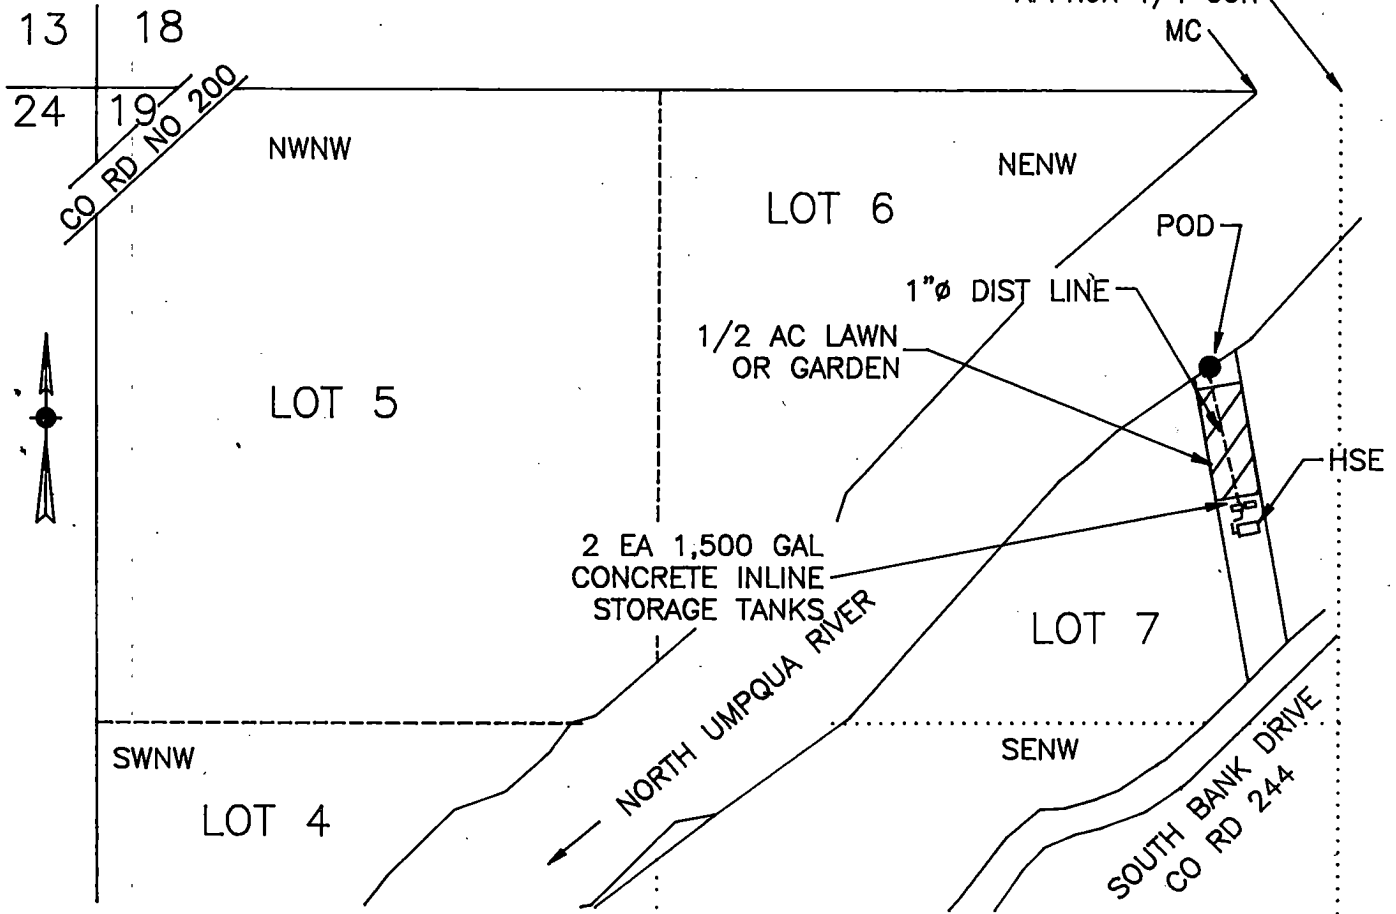 13 18
MC
24 19
CO RD NO 200
NWNW
NENW
LOT 6
POD
1"ø DIST LINE
1/2 AC LAWN
OR GARDEN
LOT 5
HSE
2 EA 1,500 GAL
CONCRETE INLINE
STORAGE TANKS
NORTH UMPQUA RIVER
LOT 7
SWNW
SENW
LOT 4
SOUTH BANK DRIVE
CO RD 244